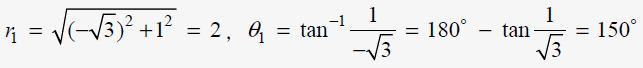 r₁ = √((-√3)² + 1²) = 2 , θ₁ = tan⁻¹ 1/(-√3) = 180° − tan 1/√3 = 150°